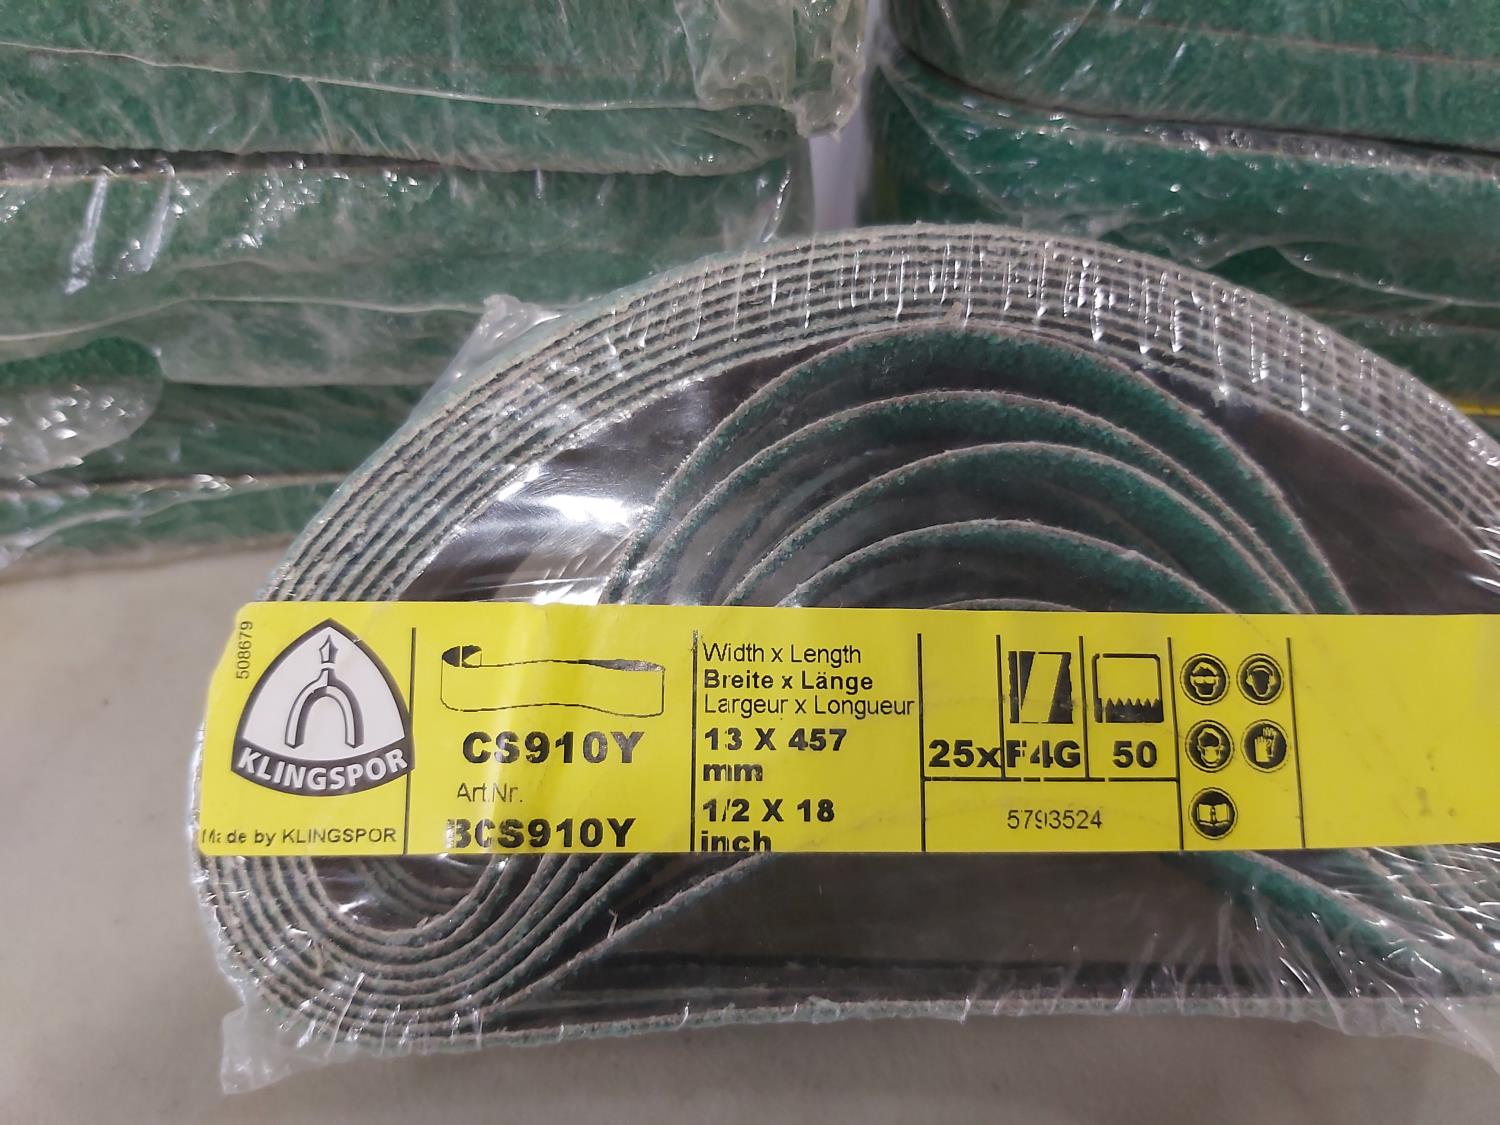 508679
KLINGSPOR
Made by KLINGSPOR
CS910Y
Art.Nr.
BCS910Y
Width x Length
Breite x Länge
Largeur x Longueur
13 X 457
mm
1/2 X 18
inch
25x
F4G
50
5793524